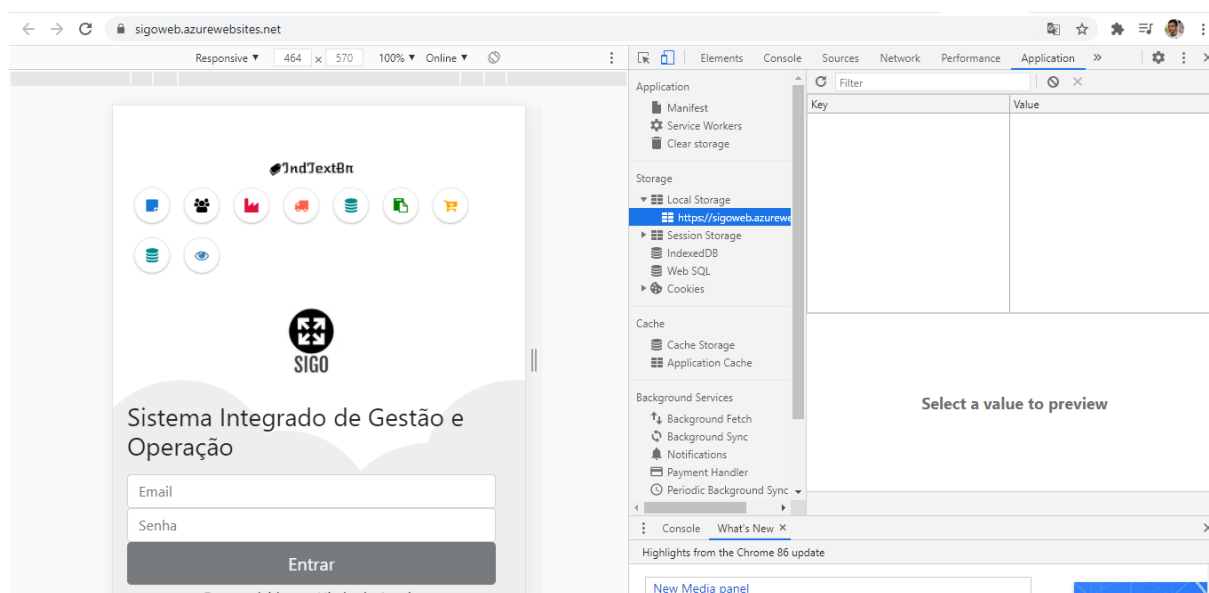 sigoweb.azurewebsites.net
Responsive ▼ 464 x 570 100% ▼ Online ▼
IndTextBr
SIGO
Sistema Integrado de Gestão e
Operação
Email
Senha
Entrar
Elements Console Sources Network Performance Application »
Application
Manifest
Service Workers
Clear storage
Storage
Local Storage
https://sigoweb.azurewe
Session Storage
IndexedDB
Web SQL
Cookies
Cache
Cache Storage
Application Cache
Background Services
Background Fetch
Background Sync
Notifications
Payment Handler
Periodic Background Sync
Filter
Key Value
Select a value to preview
Console What's New ×
Highlights from the Chrome 86 update
New Media panel